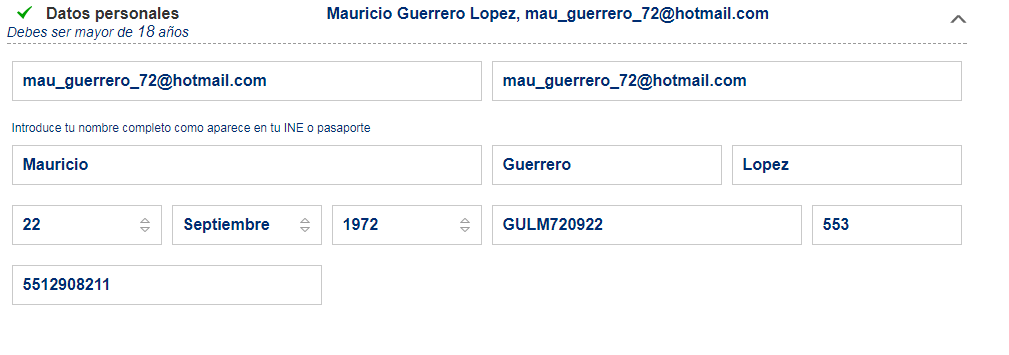 Datos personales Mauricio Guerrero Lopez, mau_guerrero_72@hotmail.com
Debes ser mayor de 18 años
mau_guerrero_72@hotmail.com mau_guerrero_72@hotmail.com
Introduce tu nombre completo como aparece en tu INE o pasaporte
Mauricio Guerrero Lopez
22 Septiembre 1972 GULM720922 553
5512908211